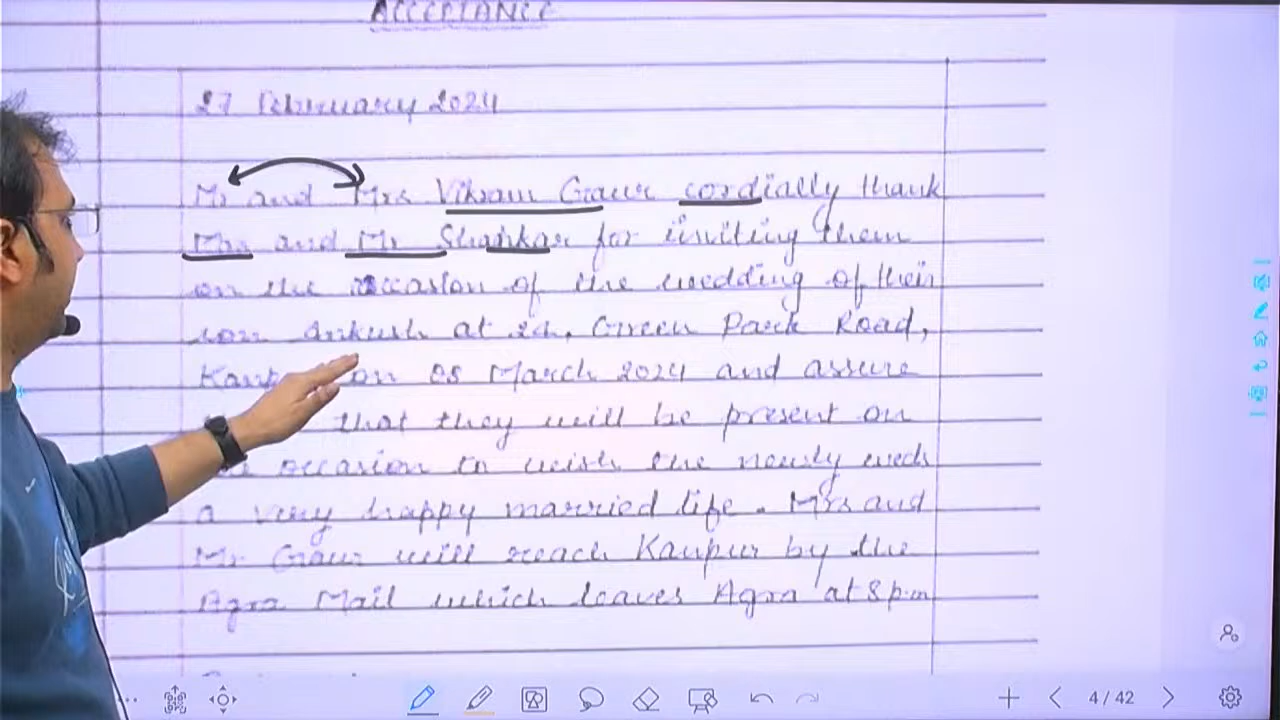 ACCEPTANCE
27 February 2024
Mr and Mrs Vikram Gaur cordially thank
Mrs and Mr Shankar for inviting them
on the occasion of the wedding of their
son Ankush at 24, Green Park Road,
on 05 March 2024 and assure
that they will be present on
occasion to wish the newly weds
a very happy married life. Mrs and
Mr Gaur will reach Kanpur by the
Agra Mail which leaves Agra at 8 p.m
4 / 42